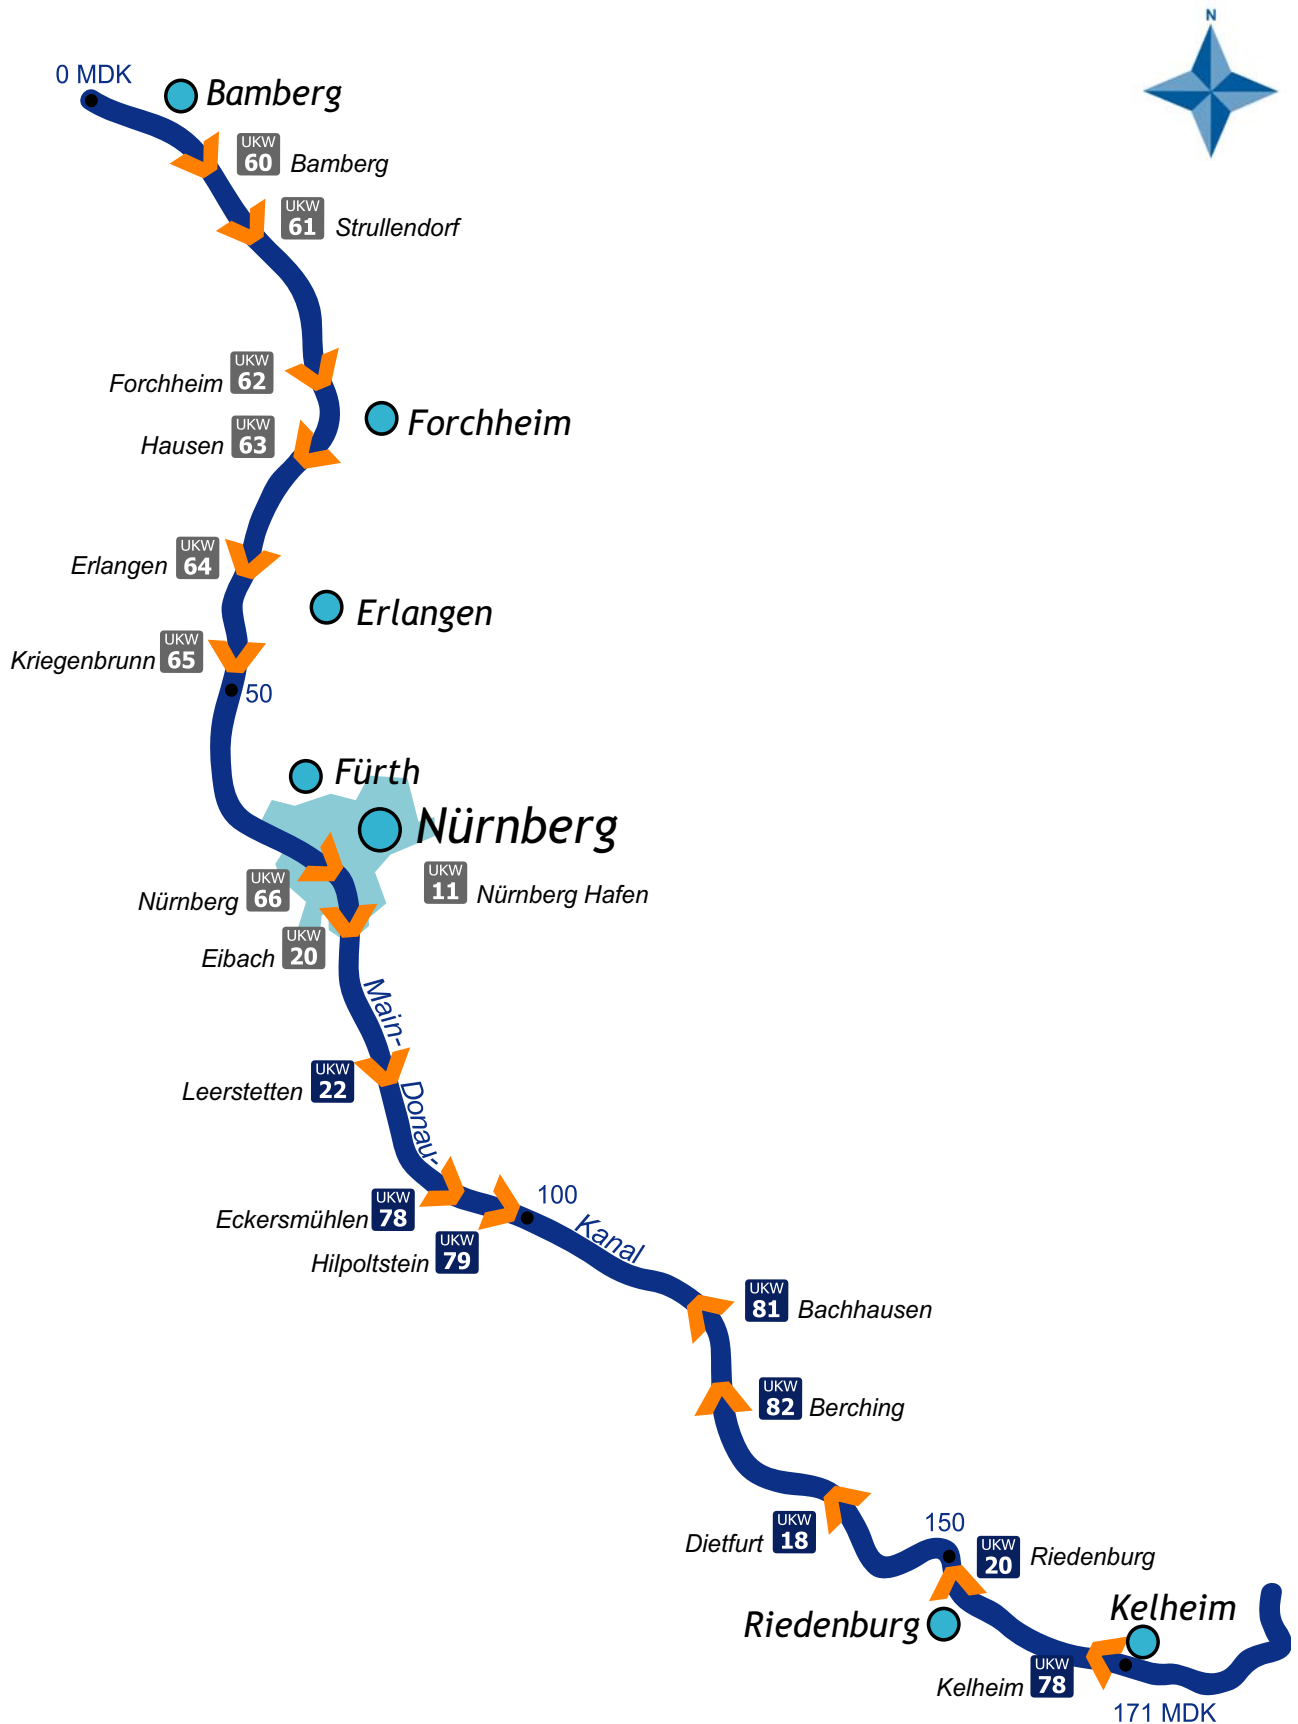 N
0 MDK
Bamberg
UKW
60
Bamberg
UKW
61
Strullendorf
UKW
62
Forchheim
Forchheim
UKW
63
Hausen
UKW
64
Erlangen
Erlangen
UKW
65
Kriegenbrunn
50
Fürth
Nürnberg
UKW
11
Nürnberg Hafen
UKW
66
Nürnberg
UKW
20
Eibach
Main-
UKW
22
Leerstetten
Donau-
UKW
78
Eckersmühlen
100
Kanal
UKW
79
Hilpoltstein
UKW
81
Bachhausen
UKW
82
Berching
UKW
18
Dietfurt
150
UKW
20
Riedenburg
Riedenburg
Kelheim
UKW
78
Kelheim
171 MDK